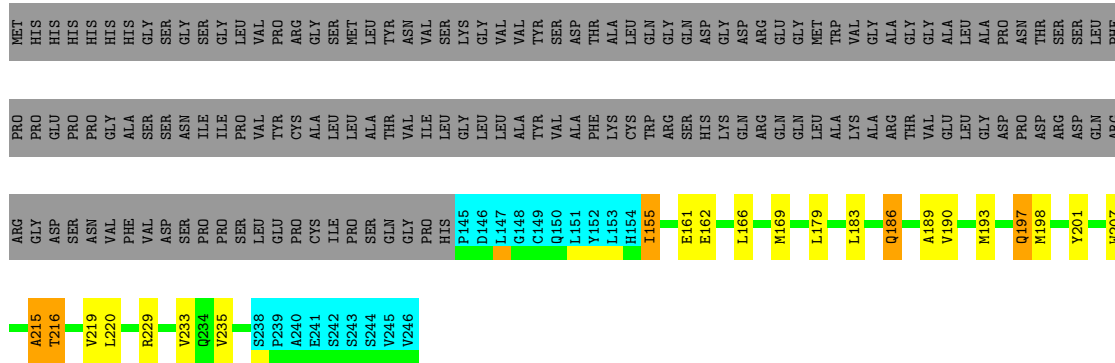 MET HIS HIS HIS HIS HIS HIS GLY SER GLY SER GLY LEU VAL PRO ARG GLY SER MET LEU TYR ASN VAL SER LYS GLY VAL VAL TYR SER ASP THR ALA LEU GLN GLY GLN ASP GLY ASP ARG GLU GLY MET TRP VAL GLY ALA GLY GLY ALA LEU ALA PRO ASN THR SER SER LEU PHE
PRO PRO GLU PRO PRO GLY ALA SER SER ASN ILE ILE PRO VAL TYR CYS ALA LEU LEU ALA THR VAL ILE LEU GLY LEU LEU ALA TYR VAL ALA PHE LYS CYS TRP ARG SER HIS LYS GLN ARG GLN GLN LEU ALA LYS ALA ARG THR VAL GLU LEU GLY ASP PRO ASP ARG ASP GLN ARG
ARG GLY ASP SER ASN VAL PHE VAL ASP SER PRO PRO SER LEU GLU PRO CYS ILE PRO SER GLN GLY PRO HIS P145 D146 L147 G148 C149 Q150 L151 Y152 L153 H154 I155 E161 E162 L166 M169 L179 L183 Q186 A189 V190 M193 Q197 M198 Y201
A215 T216 V219 L220 R229 V233 Q234 V235 S238 P239 A240 E241 S242 S243 S244 V245 V246